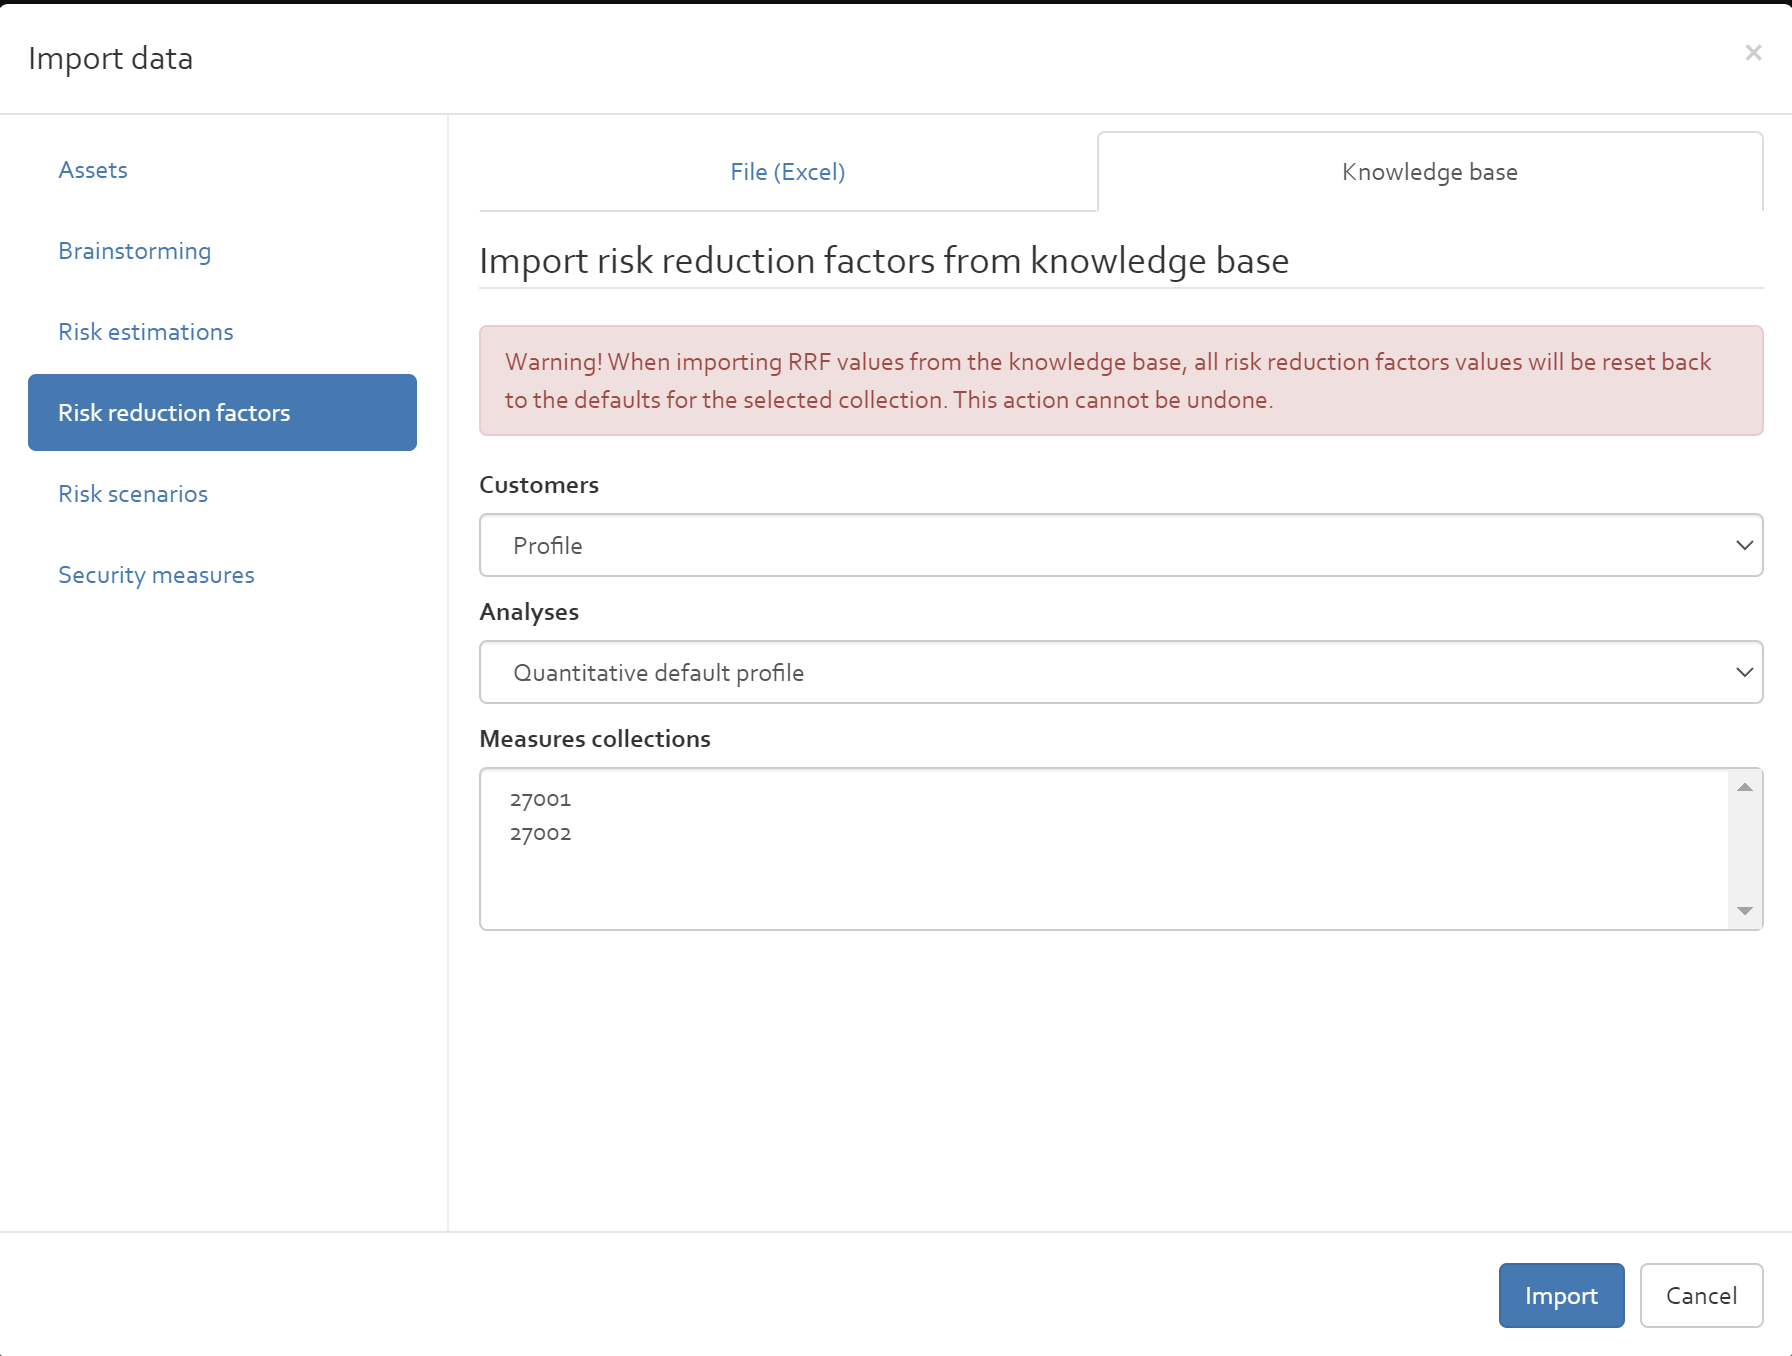 Import data
×
Assets
Brainstorming
Risk estimations
Risk reduction factors
Risk scenarios
Security measures
File (Excel)
Knowledge base
Import risk reduction factors from knowledge base
Warning! When importing RRF values from the knowledge base, all risk reduction factors values will be reset back
to the defaults for the selected collection. This action cannot be undone.
Customers
Profile
Analyses
Quantitative default profile
Measures collections
27001
27002
Import
Cancel